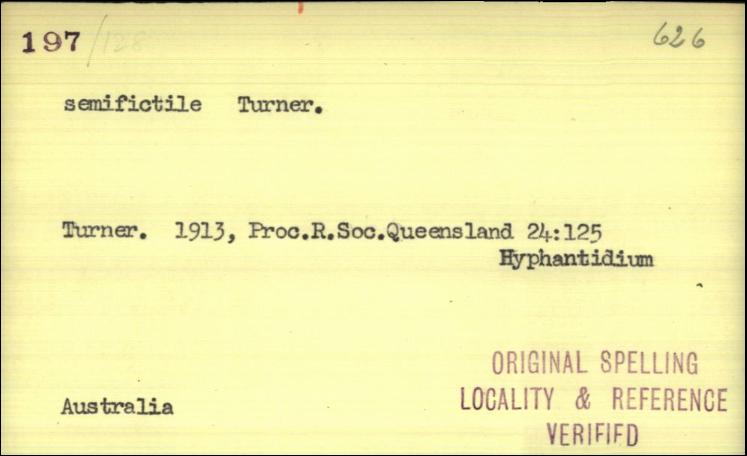 197 /128 626
semifictile Turner.
Turner. 1913, Proc.R.Soc.Queensland 24:125
Hyphantidium
ORIGINAL SPELLING
LOCALITY & REFERENCE
VERIFIED
Australia